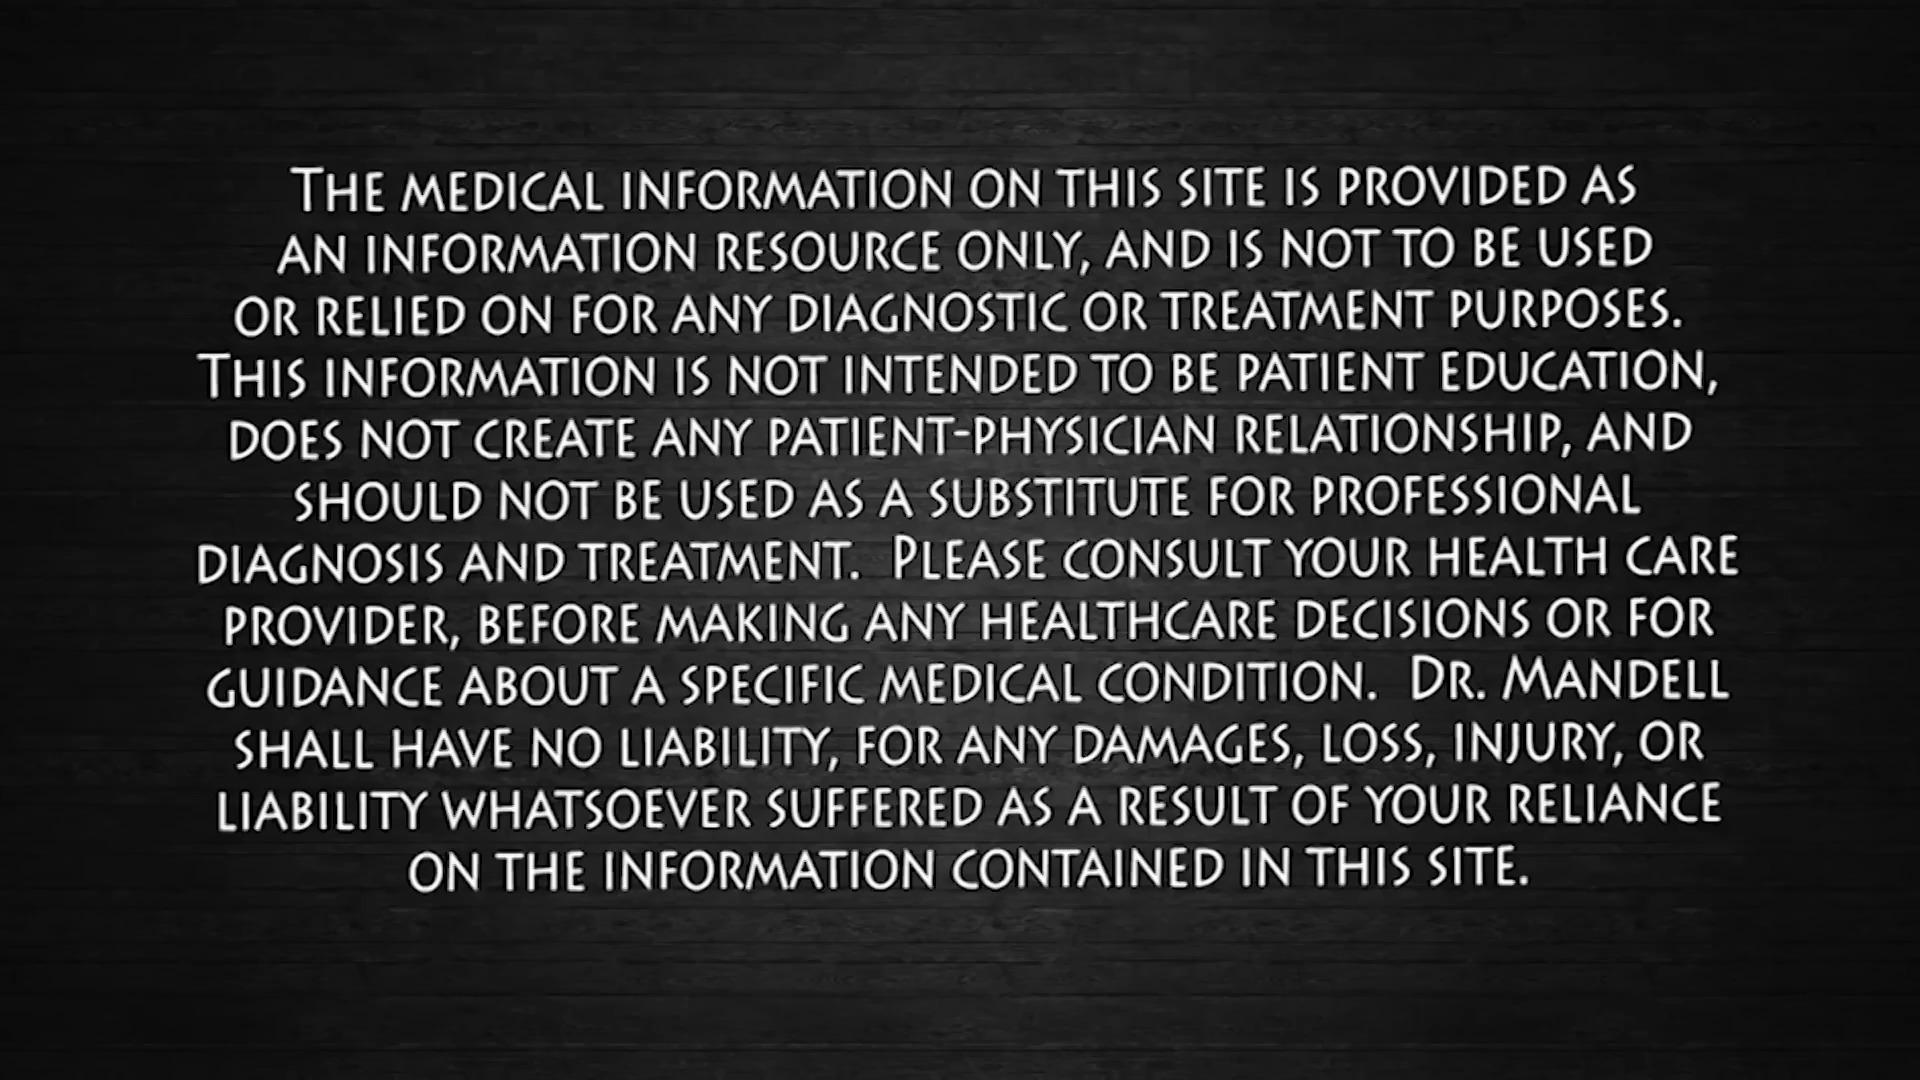 The medical information on this site is provided as
an information resource only, and is not to be used
or relied on for any diagnostic or treatment purposes.
This information is not intended to be patient education,
does not create any patient-physician relationship, and
should not be used as a substitute for professional
diagnosis and treatment.  Please consult your health care
provider, before making any healthcare decisions or for
guidance about a specific medical condition.  Dr. Mandell
shall have no liability, for any damages, loss, injury, or
liability whatsoever suffered as a result of your reliance
on the information contained in this site.